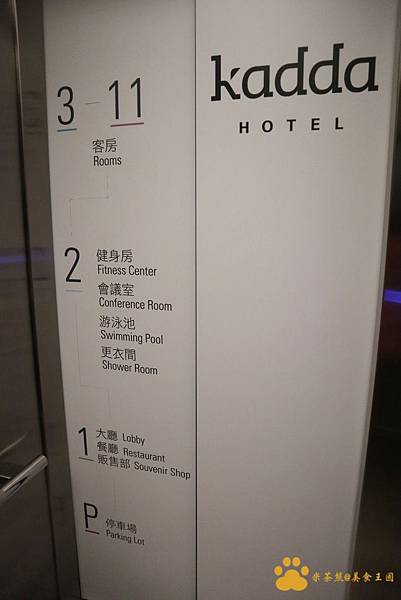 kadda
HOTEL
3 – 11
客房
Rooms
2
健身房
Fitness Center
會議室
Conference Room
游泳池
Swimming Pool
更衣間
Shower Room
1
大廳 Lobby
餐廳 Restaurant
販售部 Souvenir Shop
P
停車場
Parking Lot
米茶熊@美食王國